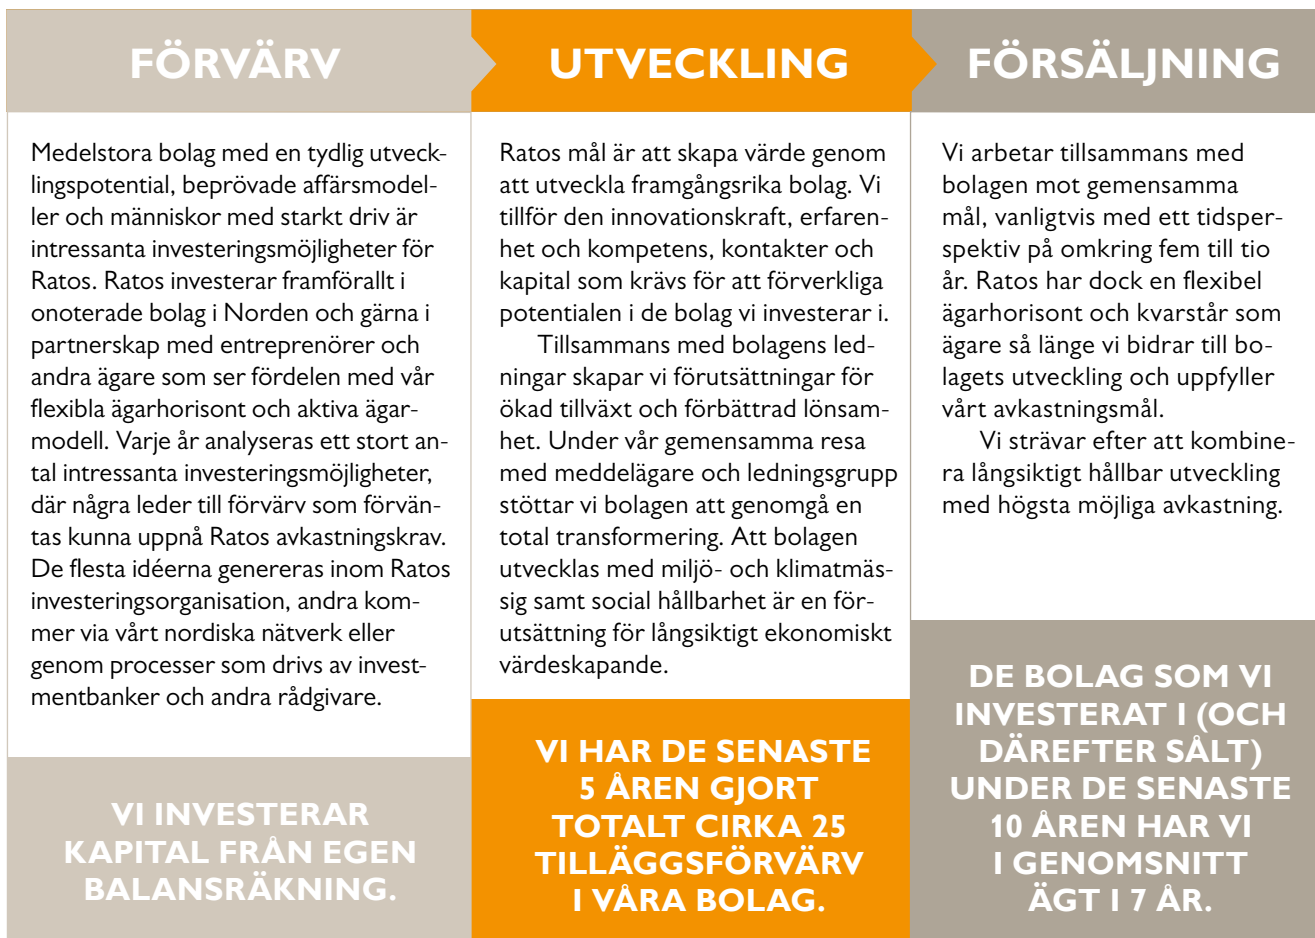 FÖRVÄRV
Medelstora bolag med en tydlig utveck-
lingspotential, beprövade affärsmodel-
ler och människor med starkt driv är
intressanta investeringsmöjligheter för
Ratos. Ratos investerar framförallt i
onoterade bolag i Norden och gärna i
partnerskap med entreprenörer och
andra ägare som ser fördelen med vår
flexibla ägarhorisont och aktiva ägar-
modell. Varje år analyseras ett stort an-
tal intressanta investeringsmöjligheter,
där några leder till förvärv som förvän-
tas kunna uppnå Ratos avkastningskrav.
De flesta idéerna genereras inom Ratos
investeringsorganisation, andra kom-
mer via vårt nordiska nätverk eller
genom processer som drivs av invest-
mentbanker och andra rådgivare.
VI INVESTERAR
KAPITAL FRÅN EGEN
BALANSRÄKNING.
UTVECKLING
Ratos mål är att skapa värde genom
att utveckla framgångsrika bolag. Vi
tillför den innovationskraft, erfaren-
het och kompetens, kontakter och
kapital som krävs för att förverkliga
potentialen i de bolag vi investerar i.
Tillsammans med bolagens led-
ningar skapar vi förutsättningar för
ökad tillväxt och förbättrad lönsam-
het. Under vår gemensamma resa
med meddelägare och ledningsgrupp
stöttar vi bolagen att genomgå en
total transformering. Att bolagen
utvecklas med miljö- och klimatmäs-
sig samt social hållbarhet är en för-
utsättning för långsiktigt ekonomiskt
värdeskapande.
VI HAR DE SENASTE
5 ÅREN GJORT
TOTALT CIRKA 25
TILLÄGGSFÖRVÄRV
I VÅRA BOLAG.
FÖRSÄLJNING
Vi arbetar tillsammans med
bolagen mot gemensamma
mål, vanligtvis med ett tidsper-
spektiv på omkring fem till tio
år. Ratos har dock en flexibel
ägarhorisont och kvarstår som
ägare så länge vi bidrar till bo-
lagets utveckling och uppfyller
vårt avkastningsmål.
Vi strävar efter att kombine-
ra långsiktigt hållbar utveckling
med högsta möjliga avkastning.
DE BOLAG SOM VI
INVESTERAT I (OCH
DÄREFTER SÅLT)
UNDER DE SENASTE
10 ÅREN HAR VI
I GENOMSNITT
ÄGT I 7 ÅR.